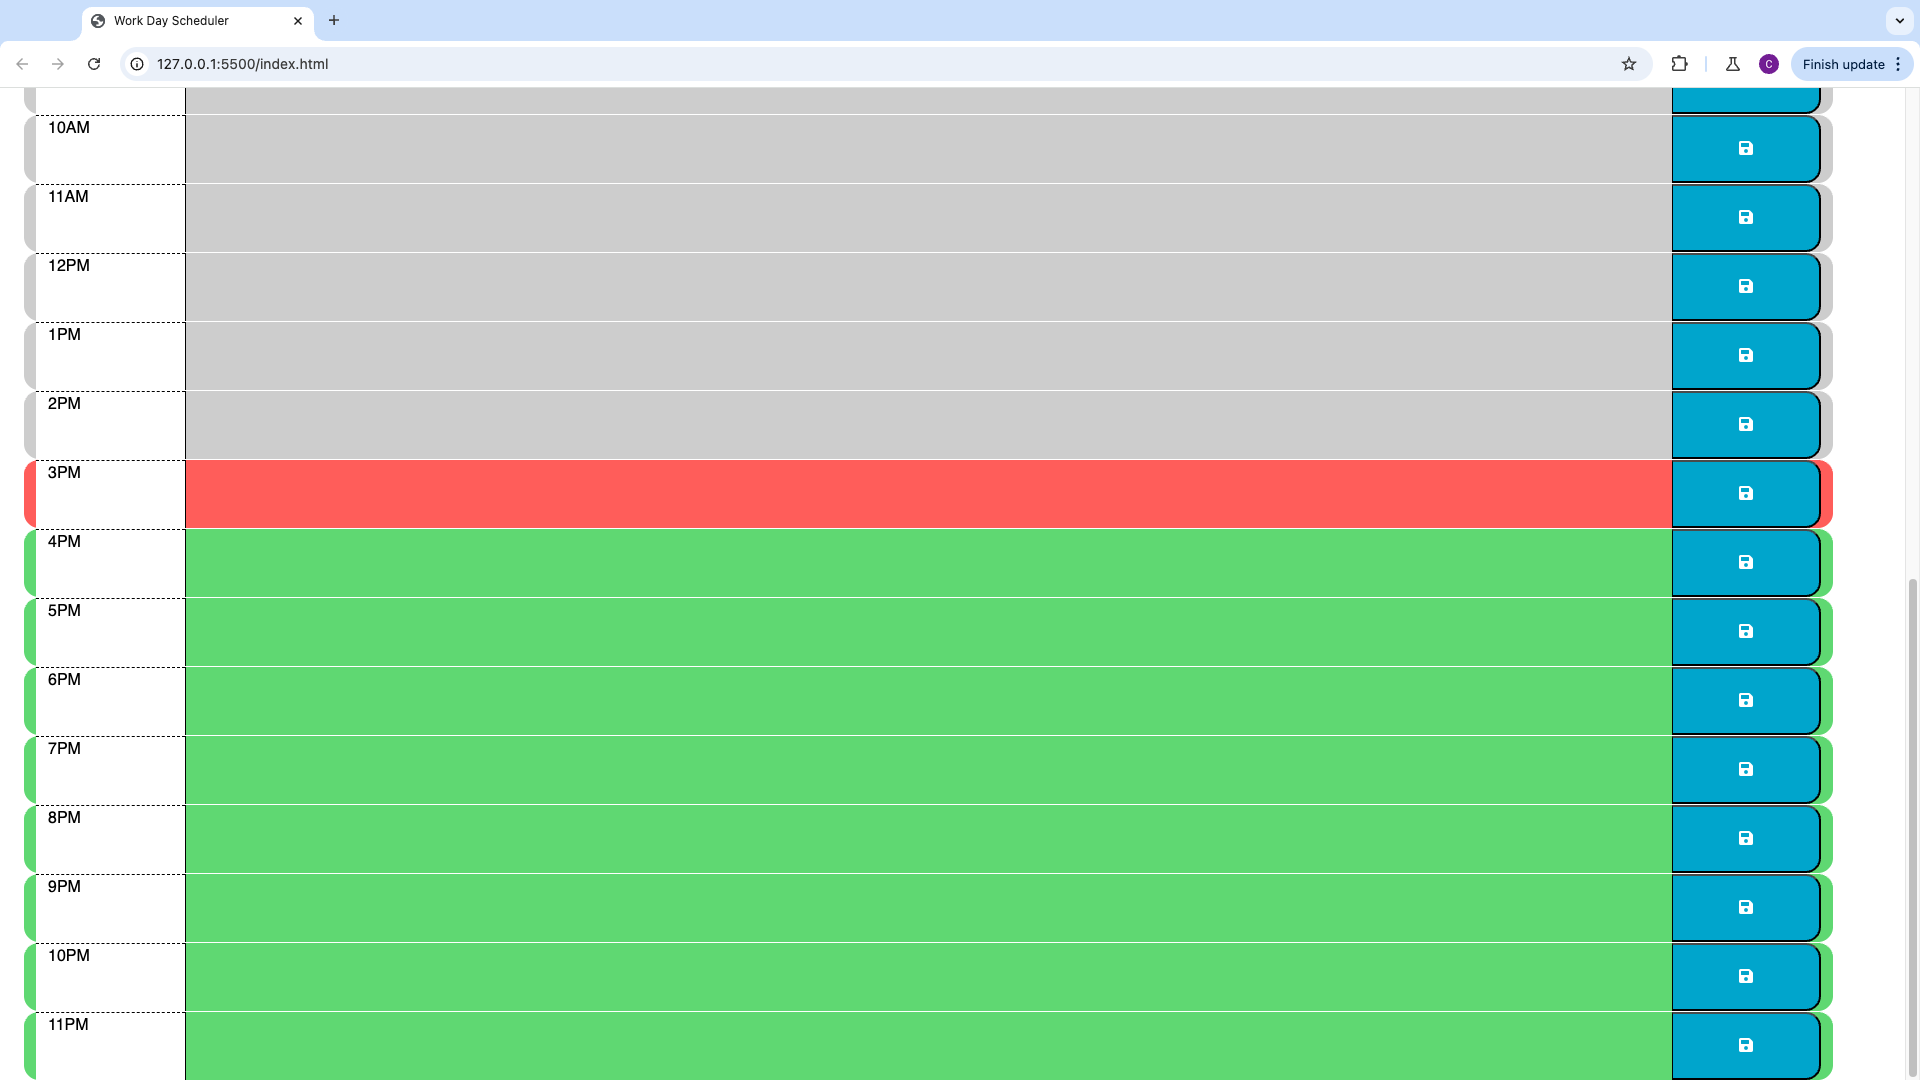 Work Day Scheduler
127.0.0.1:5500/index.html
C
Finish update
10AM
11AM
12PM
1PM
2PM
3PM
4PM
5PM
6PM
7PM
8PM
9PM
10PM
11PM